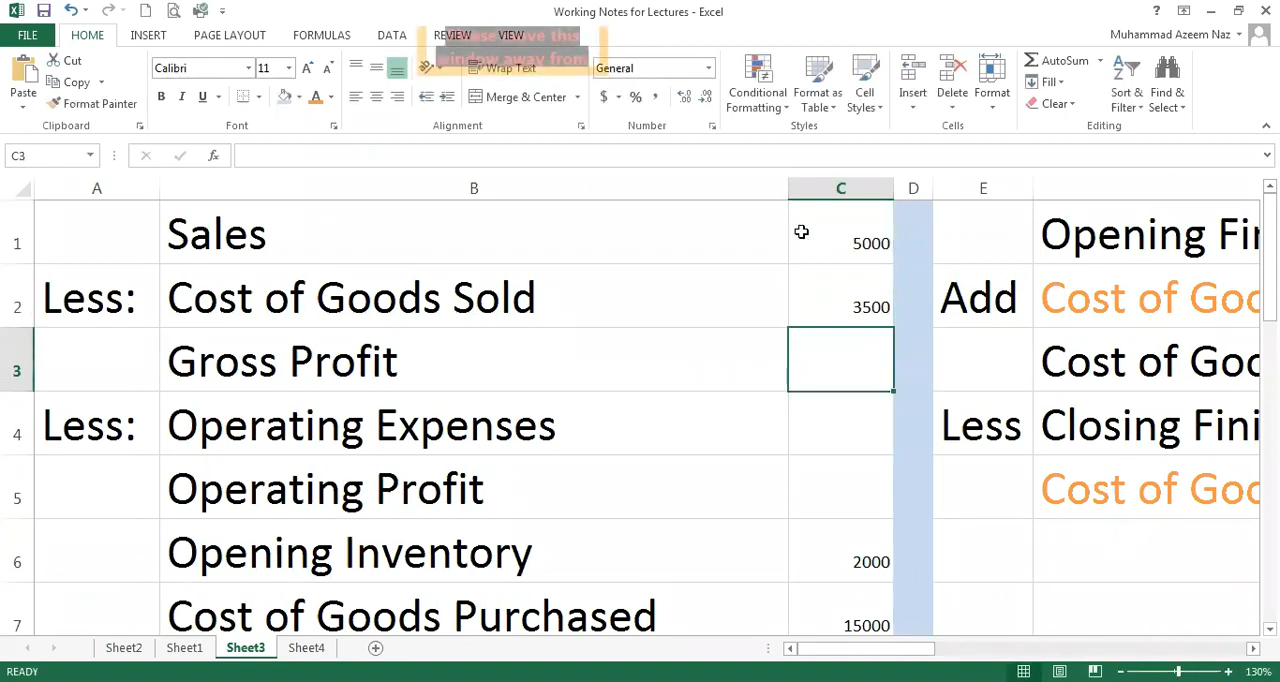 Working Notes for Lectures - Excel
FILE HOME INSERT PAGE LAYOUT FORMULAS DATA REVIEW VIEW Muhammad Azeem Naz
Cut
Copy
Format Painter
Paste
Clipboard
Calibri 11
B I U
Font
Wrap Text
Merge & Center
Alignment
General
$ % ,
Number
Conditional Formatting
Format as Table
Cell Styles
Styles
Insert Delete Format
Cells
AutoSum
Fill
Clear
Sort & Filter
Find & Select
Editing
this
window away from
C3
fx
A B C D E
1 Sales 5000 Opening
2 Less: Cost of Goods Sold 3500 Add Cost of
3 Gross Profit Cost of
4 Less: Operating Expenses Less Closing
5 Operating Profit Cost of
6 Opening Inventory 2000
7 Cost of Goods Purchased 15000
Sheet2 Sheet1 Sheet3 Sheet4
READY 130%